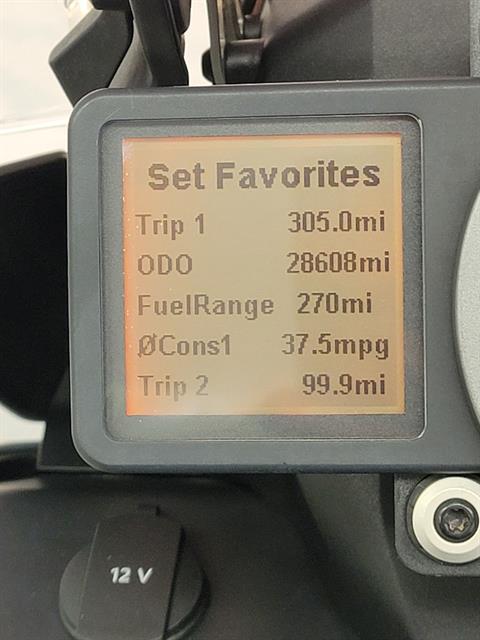 Set Favorites
Trip 1 305.0mi
ODO 28608mi
FuelRange 270mi
ØCons1 37.5mpg
Trip 2 99.9mi
12 V